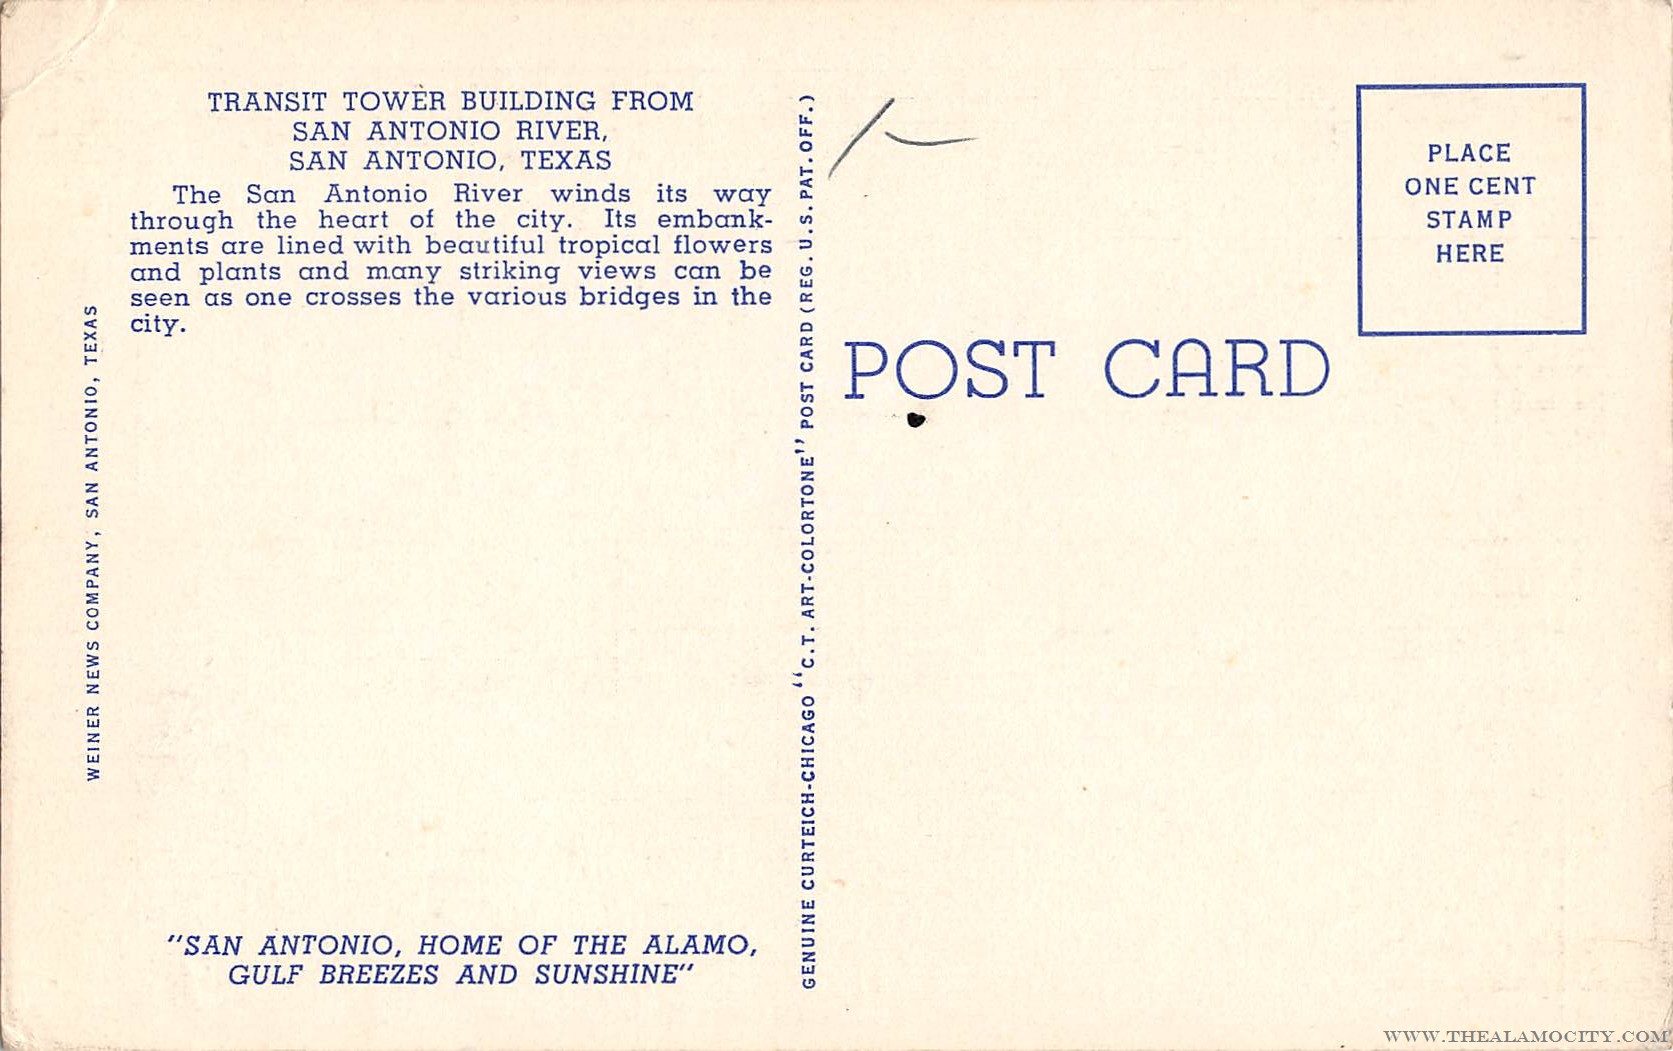 TRANSIT TOWER BUILDING FROM
SAN ANTONIO RIVER,
SAN ANTONIO, TEXAS
The San Antonio River winds its way
through the heart of the city. Its embank-
ments are lined with beautiful tropical flowers
and plants and many striking views can be
seen as one crosses the various bridges in the
city.
WEINER NEWS COMPANY, SAN ANTONIO, TEXAS
"SAN ANTONIO, HOME OF THE ALAMO,
GULF BREEZES AND SUNSHINE"
GENUINE CURTEICH-CHICAGO "C.T. ART-COLORTONE" POST CARD (REG. U.S. PAT. OFF.)
POST CARD
PLACE
ONE CENT
STAMP
HERE
WWW.THEALAMOCITY.COM